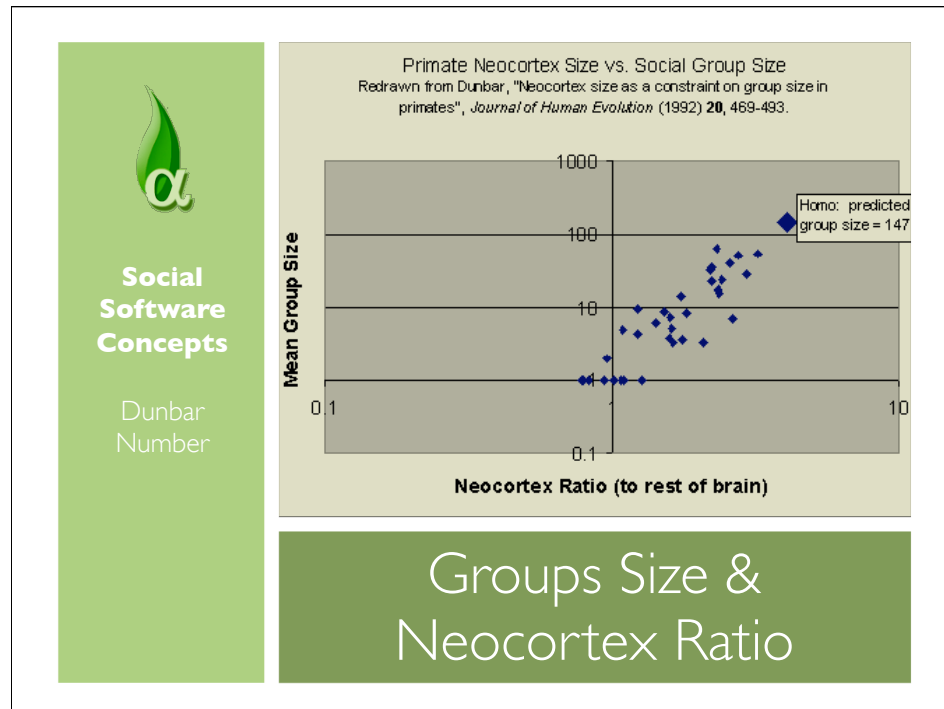 α
Social
Software
Concepts
Dunbar
Number
Primate Neocortex Size vs. Social Group Size
Redrawn from Dunbar, "Neocortex size as a constraint on group size in
primates", Journal of Human Evolution (1992) 20, 469-493.
1000
Homo: predicted
group size = 147
100
Mean Group Size
10
1
0.1
1
10
0.1
Neocortex Ratio (to rest of brain)
Groups Size &
Neocortex Ratio